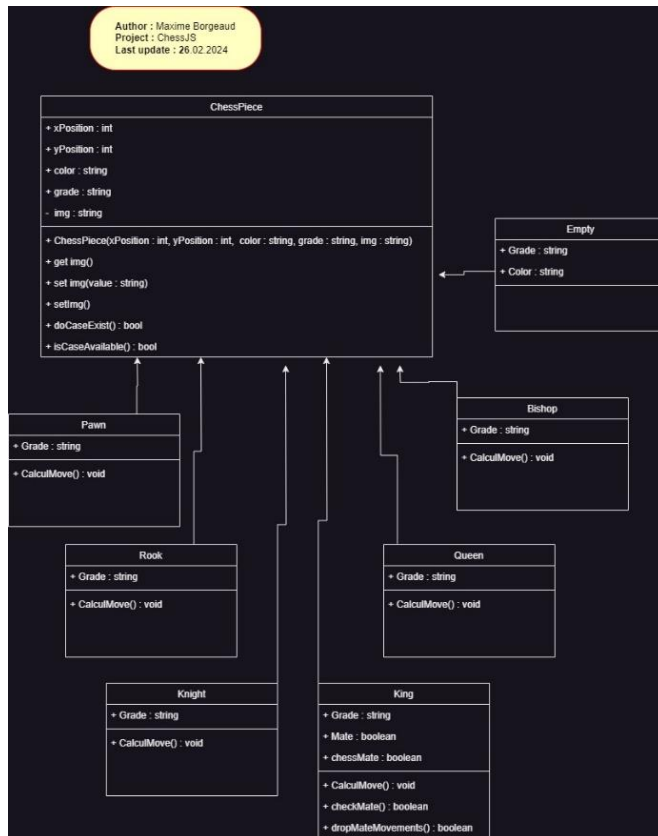 Author : Maxime Borgeaud
Project : ChessJS
Last update : 26.02.2024
ChessPiece
+ xPosition : int
+ yPosition : int
+ color : string
+ grade : string
- img : string
+ ChessPiece(xPosition : int, yPosition : int, color : string, grade : string, img : string)
+ get img()
+ set img(value : string)
+ setImg()
+ doCaseExist() : bool
+ isCaseAvailable() : bool
Empty
+ Grade : string
+ Color : string
Pawn
+ Grade : string
+ CalculMove() : void
Bishop
+ Grade : string
+ CalculMove() : void
Rook
+ Grade : string
+ CalculMove() : void
Queen
+ Grade : string
+ CalculMove() : void
Knight
+ Grade : string
+ CalculMove() : void
King
+ Grade : string
+ Mate : boolean
+ chessMate : boolean
+ CalculMove() : void
+ checkMate() : boolean
+ dropMateMovements() : boolean